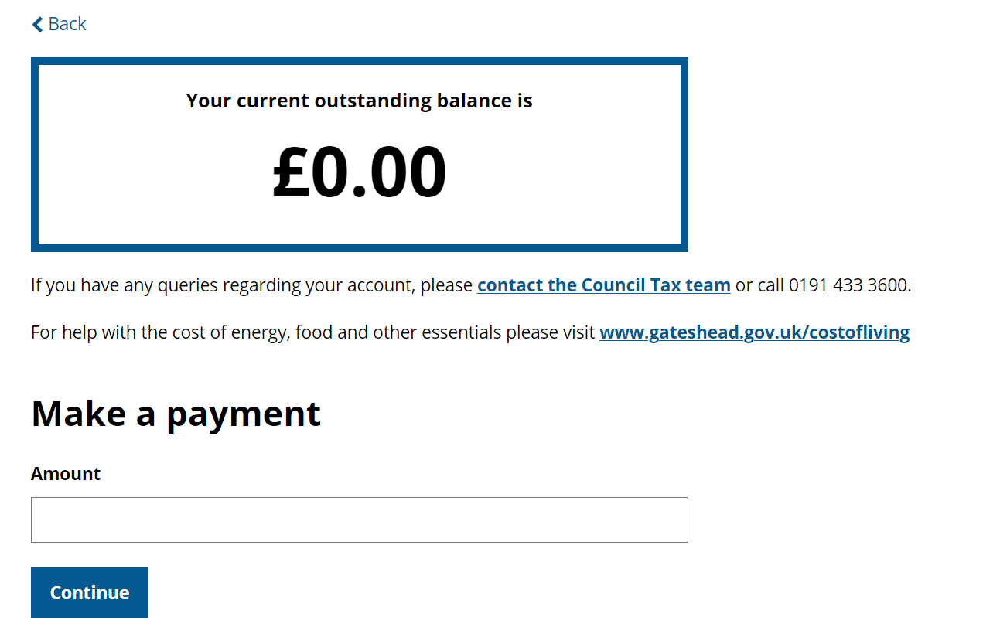 Back
Your current outstanding balance is
£0.00
If you have any queries regarding your account, please contact the Council Tax team or call 0191 433 3600.
For help with the cost of energy, food and other essentials please visit www.gateshead.gov.uk/costofliving
Make a payment
Amount
Continue